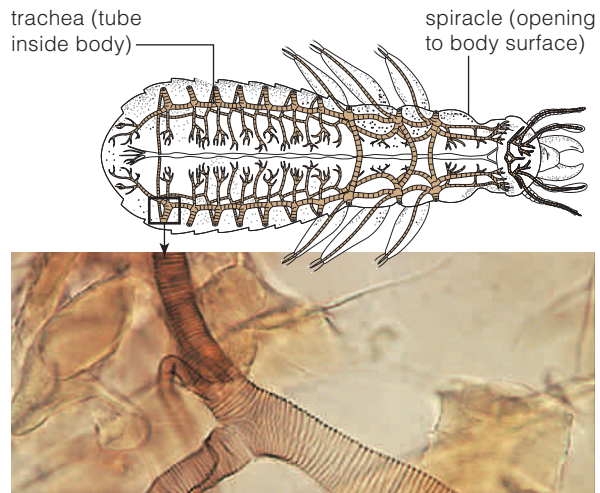 trachea (tube
inside body)
spiracle (opening
to body surface)